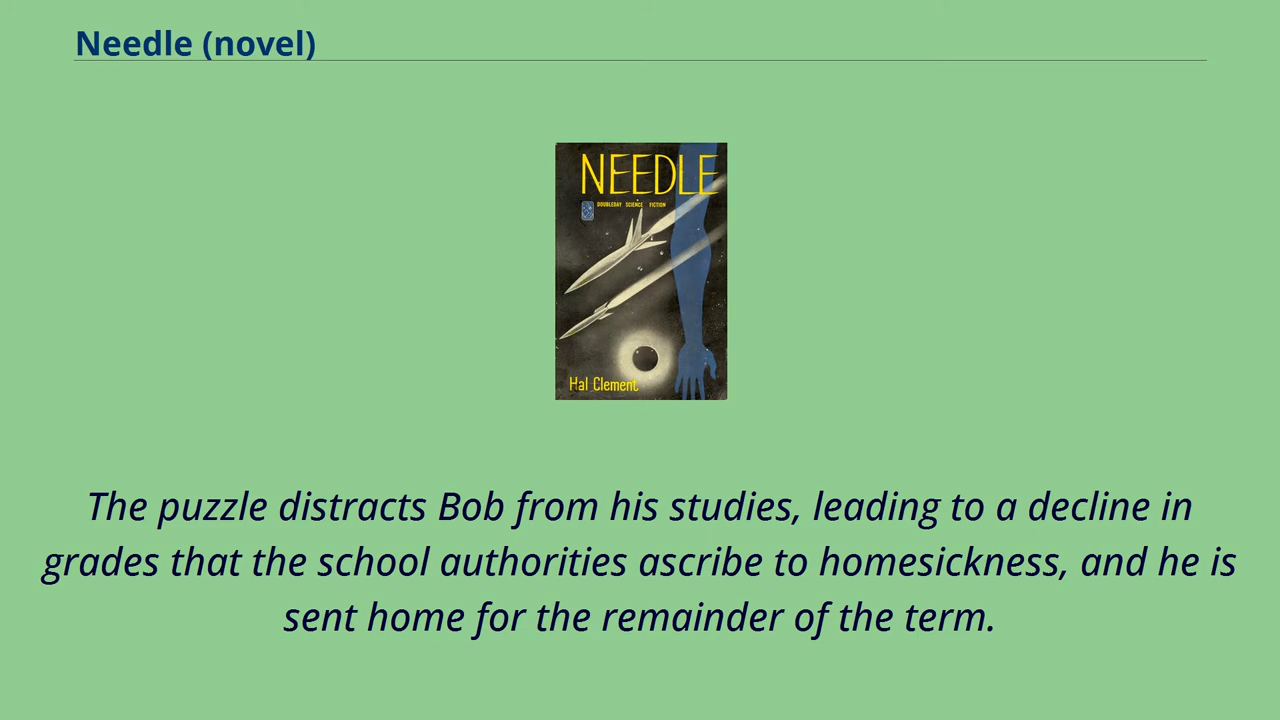 Needle (novel)
NEEDLE
DOUBLEDAY SCIENCE FICTION
Hal Clement
The puzzle distracts Bob from his studies, leading to a decline in
grades that the school authorities ascribe to homesickness, and he is
sent home for the remainder of the term.